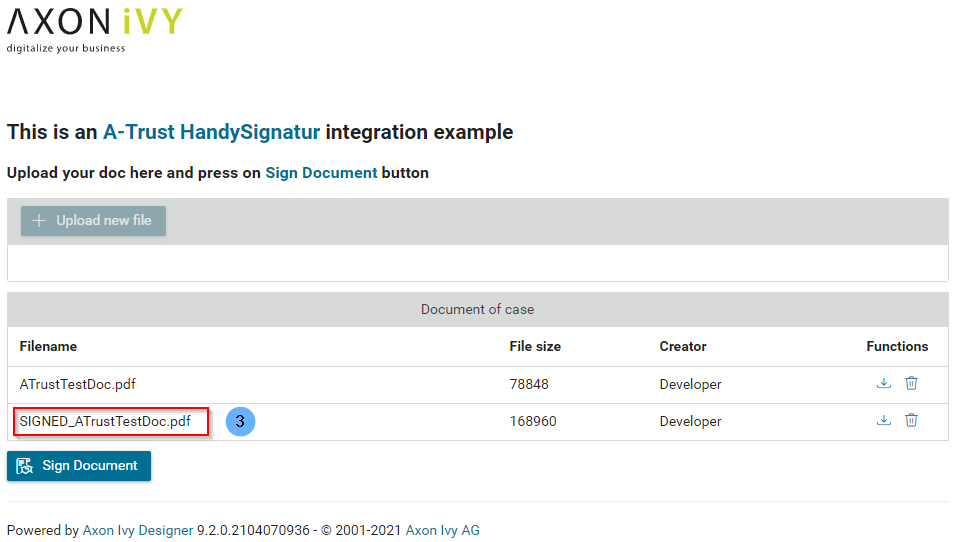 AXON iVY
digitalize your business
This is an A-Trust HandySignatur integration example
Upload your doc here and press on Sign Document button
Upload new file
Document of case
Filename File size Creator Functions
ATrustTestDoc.pdf 78848 Developer
SIGNED_ATrustTestDoc.pdf 3 168960 Developer
Sign Document
Powered by Axon Ivy Designer 9.2.0.2104070936 - © 2001-2021 Axon Ivy AG